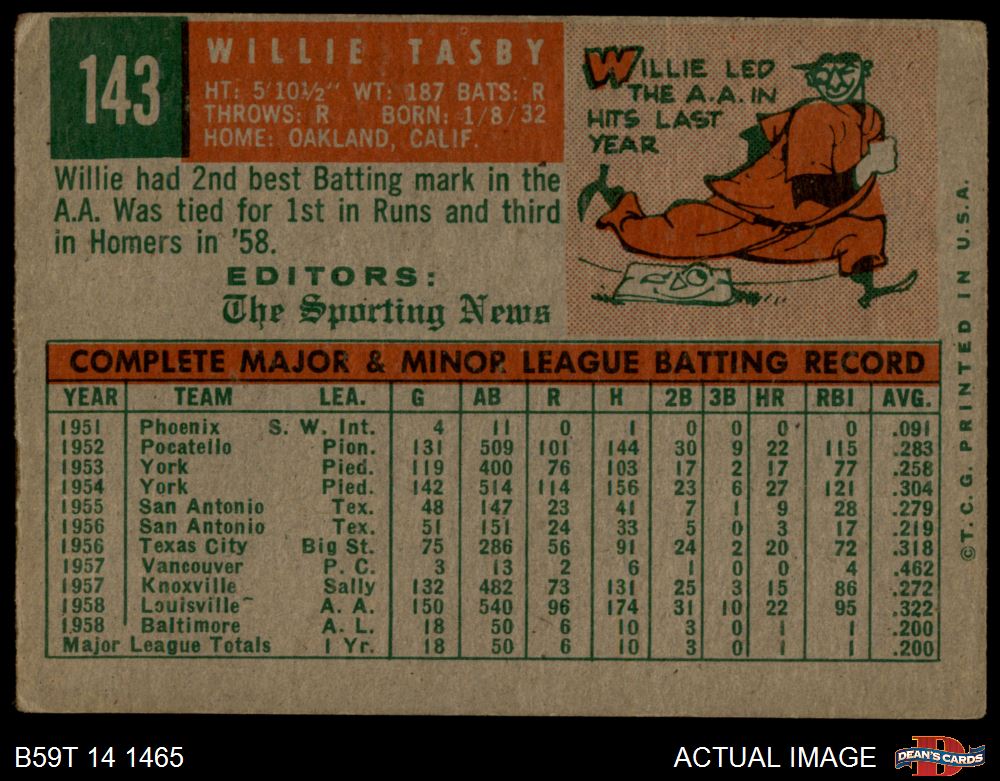 143
WILLIE TASBY
HT: 5'10½" WT: 187 BATS: R
THROWS: R BORN: 1/8/32
HOME: OAKLAND, CALIF.
WILLIE LED
THE A.A. IN
HITS LAST
YEAR
Willie had 2nd best Batting mark in the
A.A. Was tied for 1st in Runs and third
in Homers in '58.
EDITORS:
The Sporting News
COMPLETE MAJOR & MINOR LEAGUE BATTING RECORD
YEAR TEAM LEA. G AB R H 2B 3B HR RBI AVG.
1951 Phoenix S. W. Int. 4 11 0 1 0 0 0 0 .091
1952 Pocatello Pion. 131 509 101 144 30 9 22 115 .283
1953 York Pied. 119 400 76 103 17 2 17 77 .258
1954 York Pied. 142 514 114 156 23 6 27 121 .304
1955 San Antonio Tex. 48 147 23 41 7 1 9 28 .279
1956 San Antonio Tex. 51 151 24 33 5 0 3 17 .219
1956 Texas City Big St. 75 286 56 91 24 2 20 72 .318
1957 Vancouver P. C. 3 13 2 6 1 0 0 4 .462
1957 Knoxville Sally 132 482 73 131 25 3 15 86 .272
1958 Louisville A. A. 150 540 96 174 31 10 22 95 .322
1958 Baltimore A. L. 18 50 6 10 3 0 1 1 .200
Major League Totals 1 Yr. 18 50 6 10 3 0 1 1 .200
©T.C.G. PRINTED IN U.S.A.
B59T 14 1465
ACTUAL IMAGE
DEAN'S CARDS